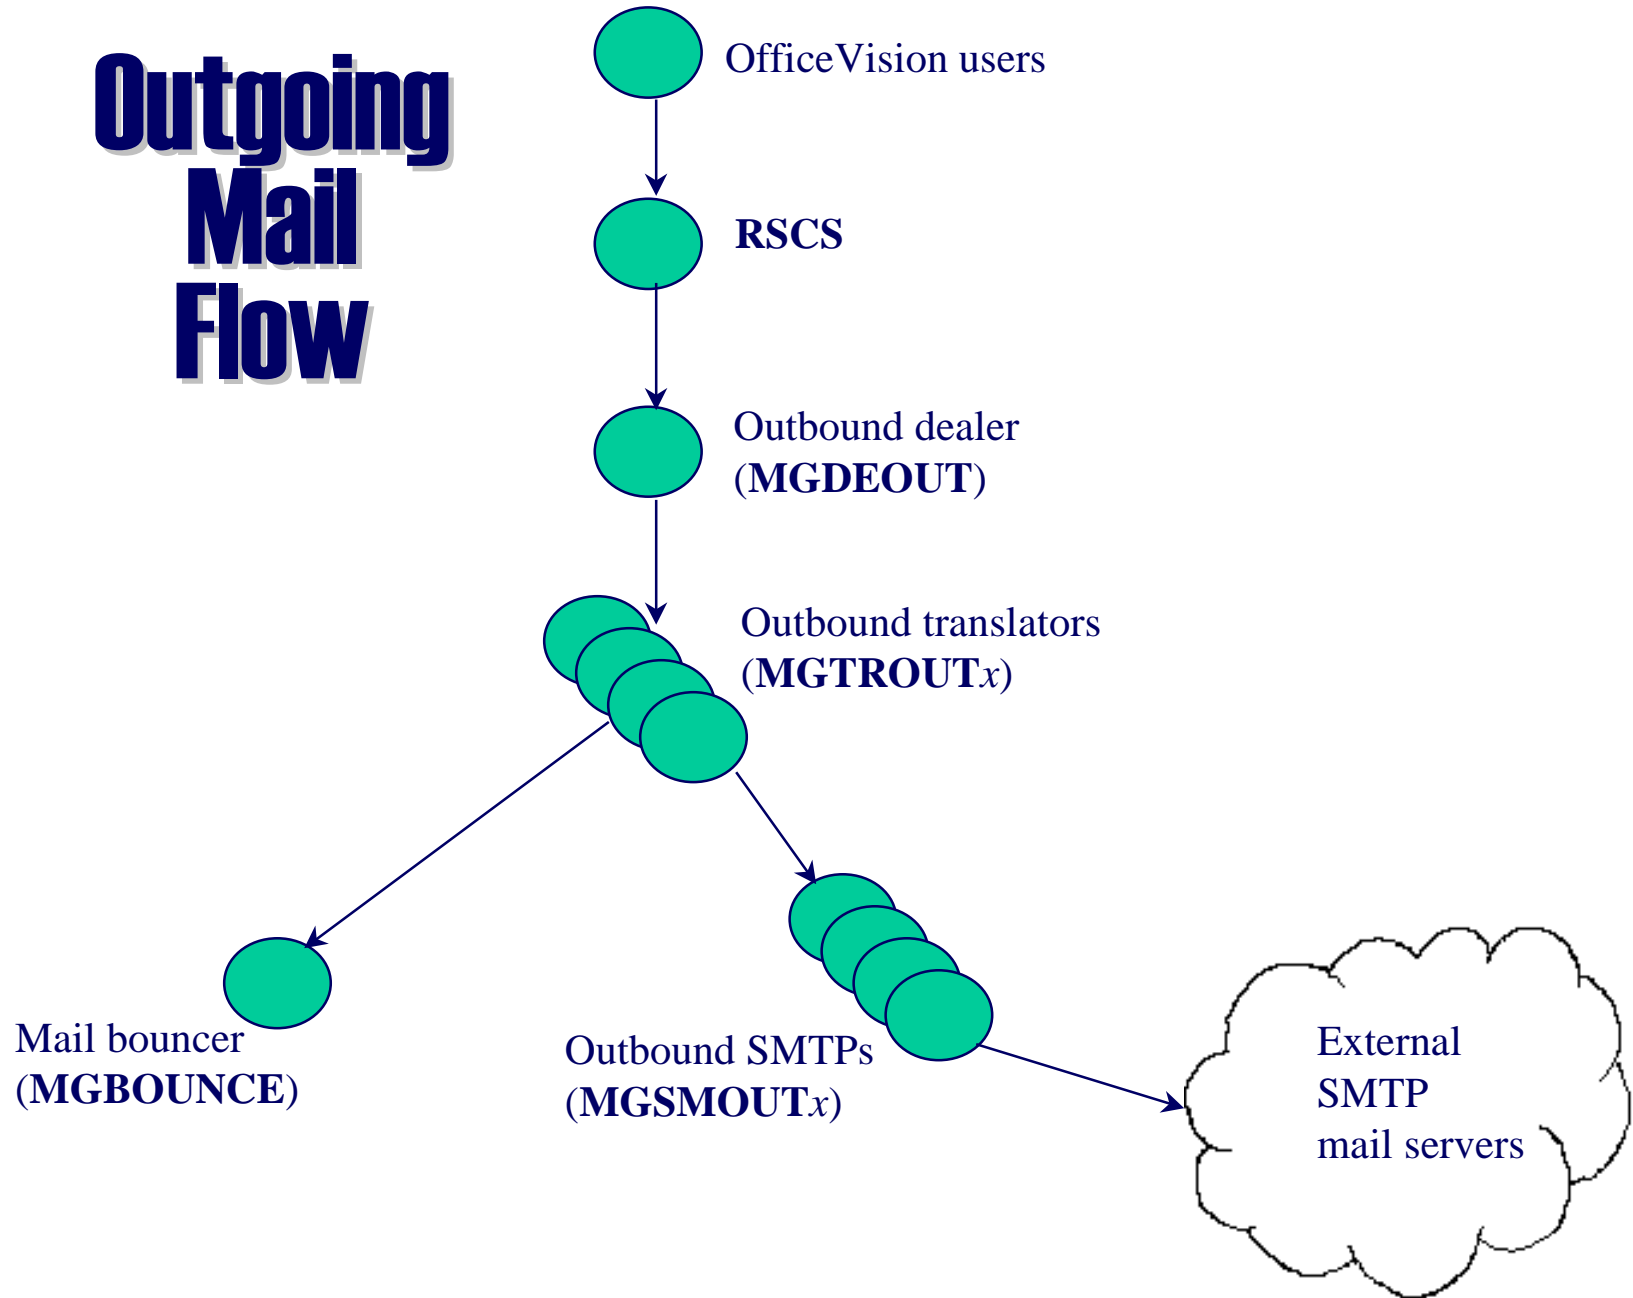 Outgoing
Mail
Flow
OfficeVision users
RSCS
Outbound dealer
(MGDEOUT)
Outbound translators
(MGTROUTx)
Mail bouncer
(MGBOUNCE)
Outbound SMTPs
(MGSMOUTx)
External
SMTP
mail servers